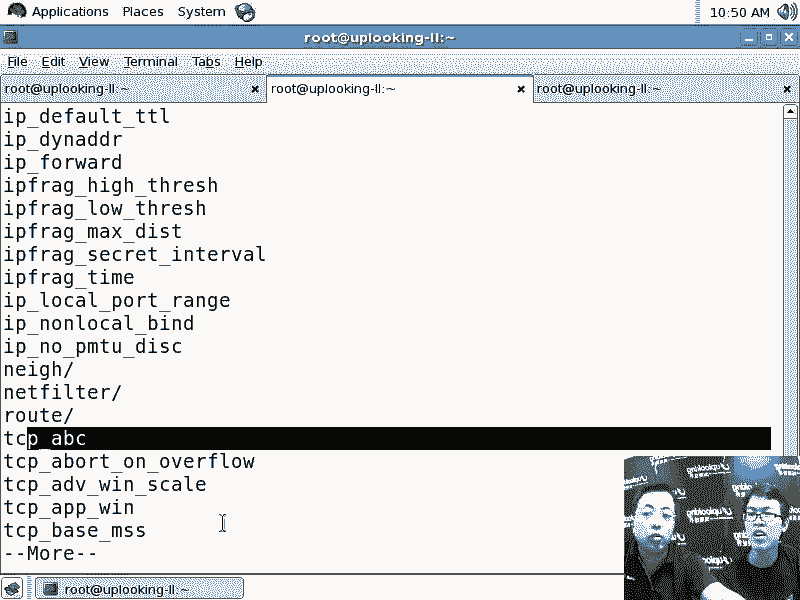 Applications Places System 10:50 AM
root@uplooking-II:~
File Edit View Terminal Tabs Help
root@uplooking-II:~ root@uplooking-II:~ root@uplooking-II:~
ip_default_ttl
ip_dynaddr
ip_forward
ipfrag_high_thresh
ipfrag_low_thresh
ipfrag_max_dist
ipfrag_secret_interval
ipfrag_time
ip_local_port_range
ip_nonlocal_bind
ip_no_pmtu_disc
neigh/
netfilter/
route/
tcp_abc
tcp_abort_on_overflow
tcp_adv_win_scale
tcp_app_win
tcp_base_mss
--More--
root@uplooking-II:~